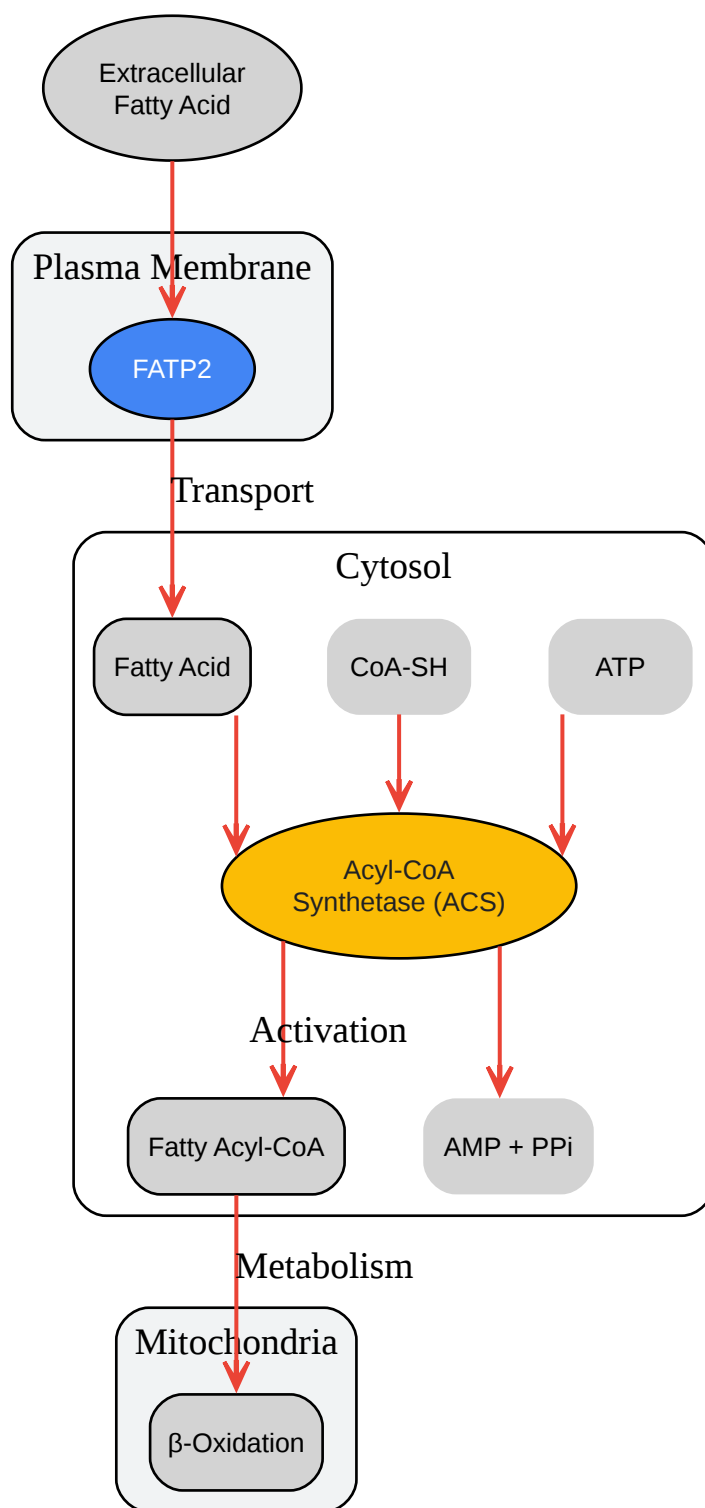 Extracellular
Fatty Acid
Plasma Membrane
FATP2
Transport
Cytosol
Fatty Acid
CoA-SH
ATP
Acyl-CoA
Synthetase (ACS)
Activation
Fatty Acyl-CoA
AMP + PPi
Metabolism
Mitochondria
β-Oxidation